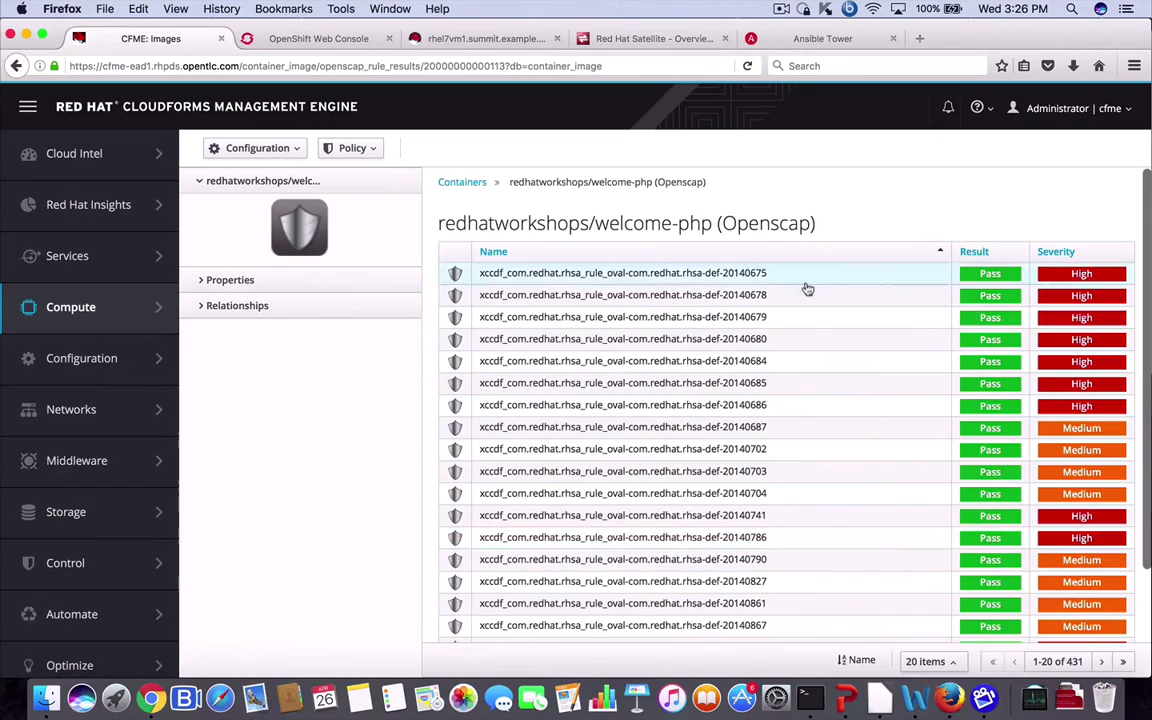 Firefox File Edit View History Bookmarks Tools Window Help 100% Wed 3:26 PM
CFME: Images OpenShift Web Console rhel7vm1.summit.example.... Red Hat Satellite - Overvie... Ansible Tower
https://cfme-ead1.rhpds.opentlc.com/container_image/openscap_rule_results/20000000000113?db=container_image Search
RED HAT® CLOUDFORMS MANAGEMENT ENGINE Administrator | cfme
Configuration Policy
Cloud Intel
Red Hat Insights
Services
Compute
Configuration
Networks
Middleware
Storage
Control
Automate
Optimize
redhatworkshops/welc...
Properties
Relationships
Containers » redhatworkshops/welcome-php (Openscap)
redhatworkshops/welcome-php (Openscap)
Name Result Severity
xccdf_com.redhat.rhsa_rule_oval-com.redhat.rhsa-def-20140675 Pass High
xccdf_com.redhat.rhsa_rule_oval-com.redhat.rhsa-def-20140678 Pass High
xccdf_com.redhat.rhsa_rule_oval-com.redhat.rhsa-def-20140679 Pass High
xccdf_com.redhat.rhsa_rule_oval-com.redhat.rhsa-def-20140680 Pass High
xccdf_com.redhat.rhsa_rule_oval-com.redhat.rhsa-def-20140684 Pass High
xccdf_com.redhat.rhsa_rule_oval-com.redhat.rhsa-def-20140685 Pass High
xccdf_com.redhat.rhsa_rule_oval-com.redhat.rhsa-def-20140686 Pass High
xccdf_com.redhat.rhsa_rule_oval-com.redhat.rhsa-def-20140687 Pass Medium
xccdf_com.redhat.rhsa_rule_oval-com.redhat.rhsa-def-20140702 Pass Medium
xccdf_com.redhat.rhsa_rule_oval-com.redhat.rhsa-def-20140703 Pass Medium
xccdf_com.redhat.rhsa_rule_oval-com.redhat.rhsa-def-20140704 Pass Medium
xccdf_com.redhat.rhsa_rule_oval-com.redhat.rhsa-def-20140741 Pass High
xccdf_com.redhat.rhsa_rule_oval-com.redhat.rhsa-def-20140786 Pass High
xccdf_com.redhat.rhsa_rule_oval-com.redhat.rhsa-def-20140790 Pass Medium
xccdf_com.redhat.rhsa_rule_oval-com.redhat.rhsa-def-20140827 Pass Medium
xccdf_com.redhat.rhsa_rule_oval-com.redhat.rhsa-def-20140861 Pass Medium
xccdf_com.redhat.rhsa_rule_oval-com.redhat.rhsa-def-20140867 Pass Medium
Name 20 items « ‹ 1-20 of 431 › »
APR 26 6